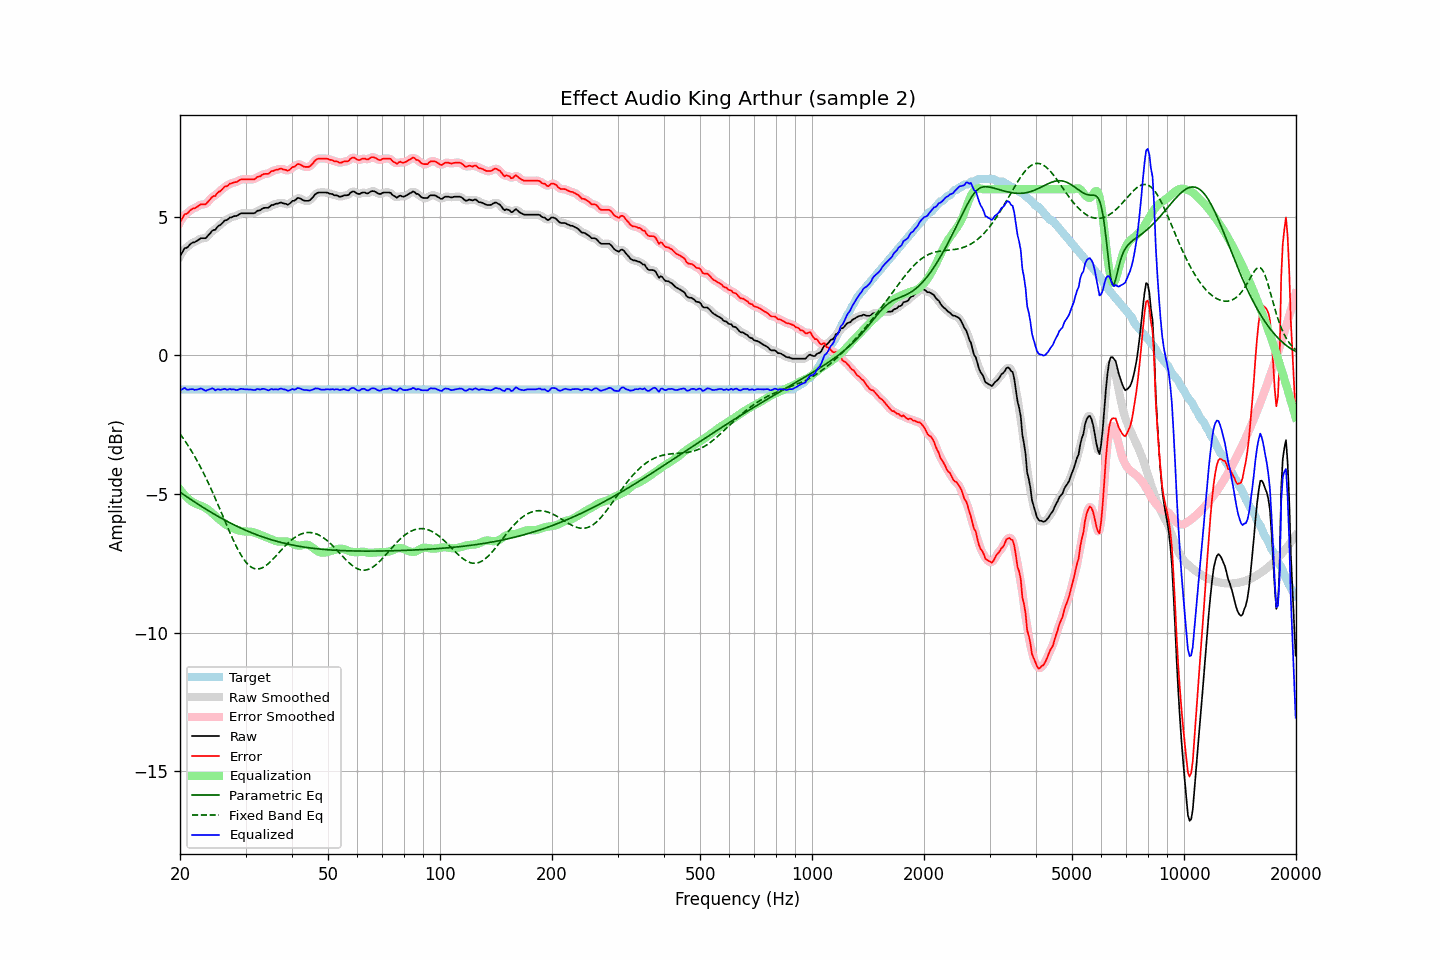 Effect Audio King Arthur (sample 2)
Amplitude (dBr)
5
0
−5
−10
−15
Target
Raw Smoothed
Error Smoothed
Raw
Error
Equalization
Parametric Eq
Fixed Band Eq
Equalized
20 50 100 200 500 1000 2000 5000 10000 20000
Frequency (Hz)